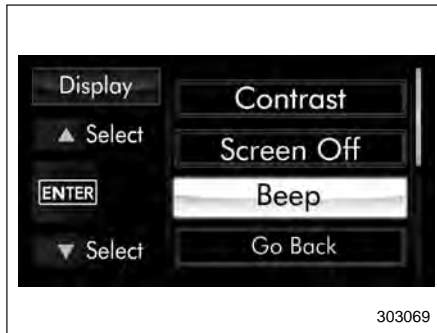 Display
▲ Select
ENTER
▼ Select
Contrast
Screen Off
Beep
Go Back
303069